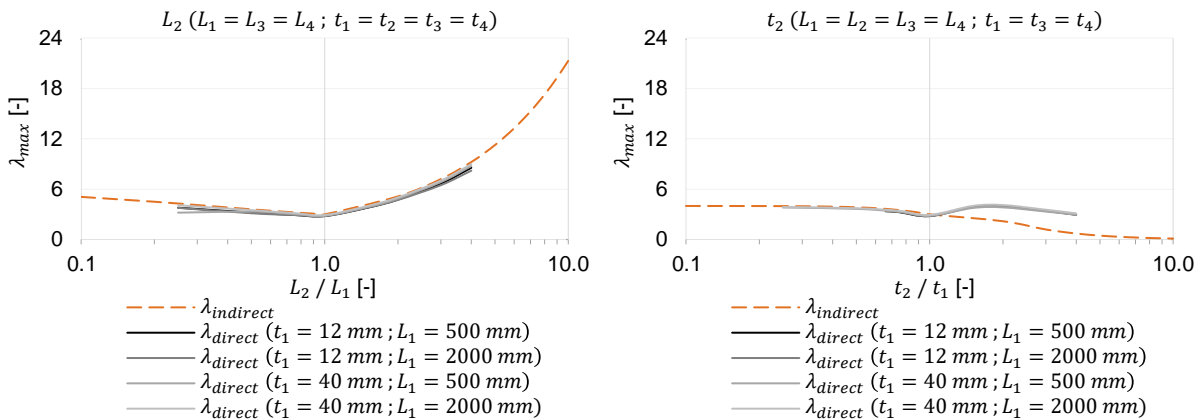 L₂ (L₁ = L₃ = L₄ ; t₁ = t₂ = t₃ = t₄)
24
18
12
6
0
λmax [-]
0.1
1.0
10.0
L₂ / L₁ [-]
λindirect
λdirect (t₁ = 12 mm ; L₁ = 500 mm)
λdirect (t₁ = 12 mm ; L₁ = 2000 mm)
λdirect (t₁ = 40 mm ; L₁ = 500 mm)
λdirect (t₁ = 40 mm ; L₁ = 2000 mm)
t₂ (L₁ = L₂ = L₃ = L₄ ; t₁ = t₃ = t₄)
24
18
12
6
0
λmax [-]
0.1
1.0
10.0
t₂ / t₁ [-]
λindirect
λdirect (t₁ = 12 mm ; L₁ = 500 mm)
λdirect (t₁ = 12 mm ; L₁ = 2000 mm)
λdirect (t₁ = 40 mm ; L₁ = 500 mm)
λdirect (t₁ = 40 mm ; L₁ = 2000 mm)